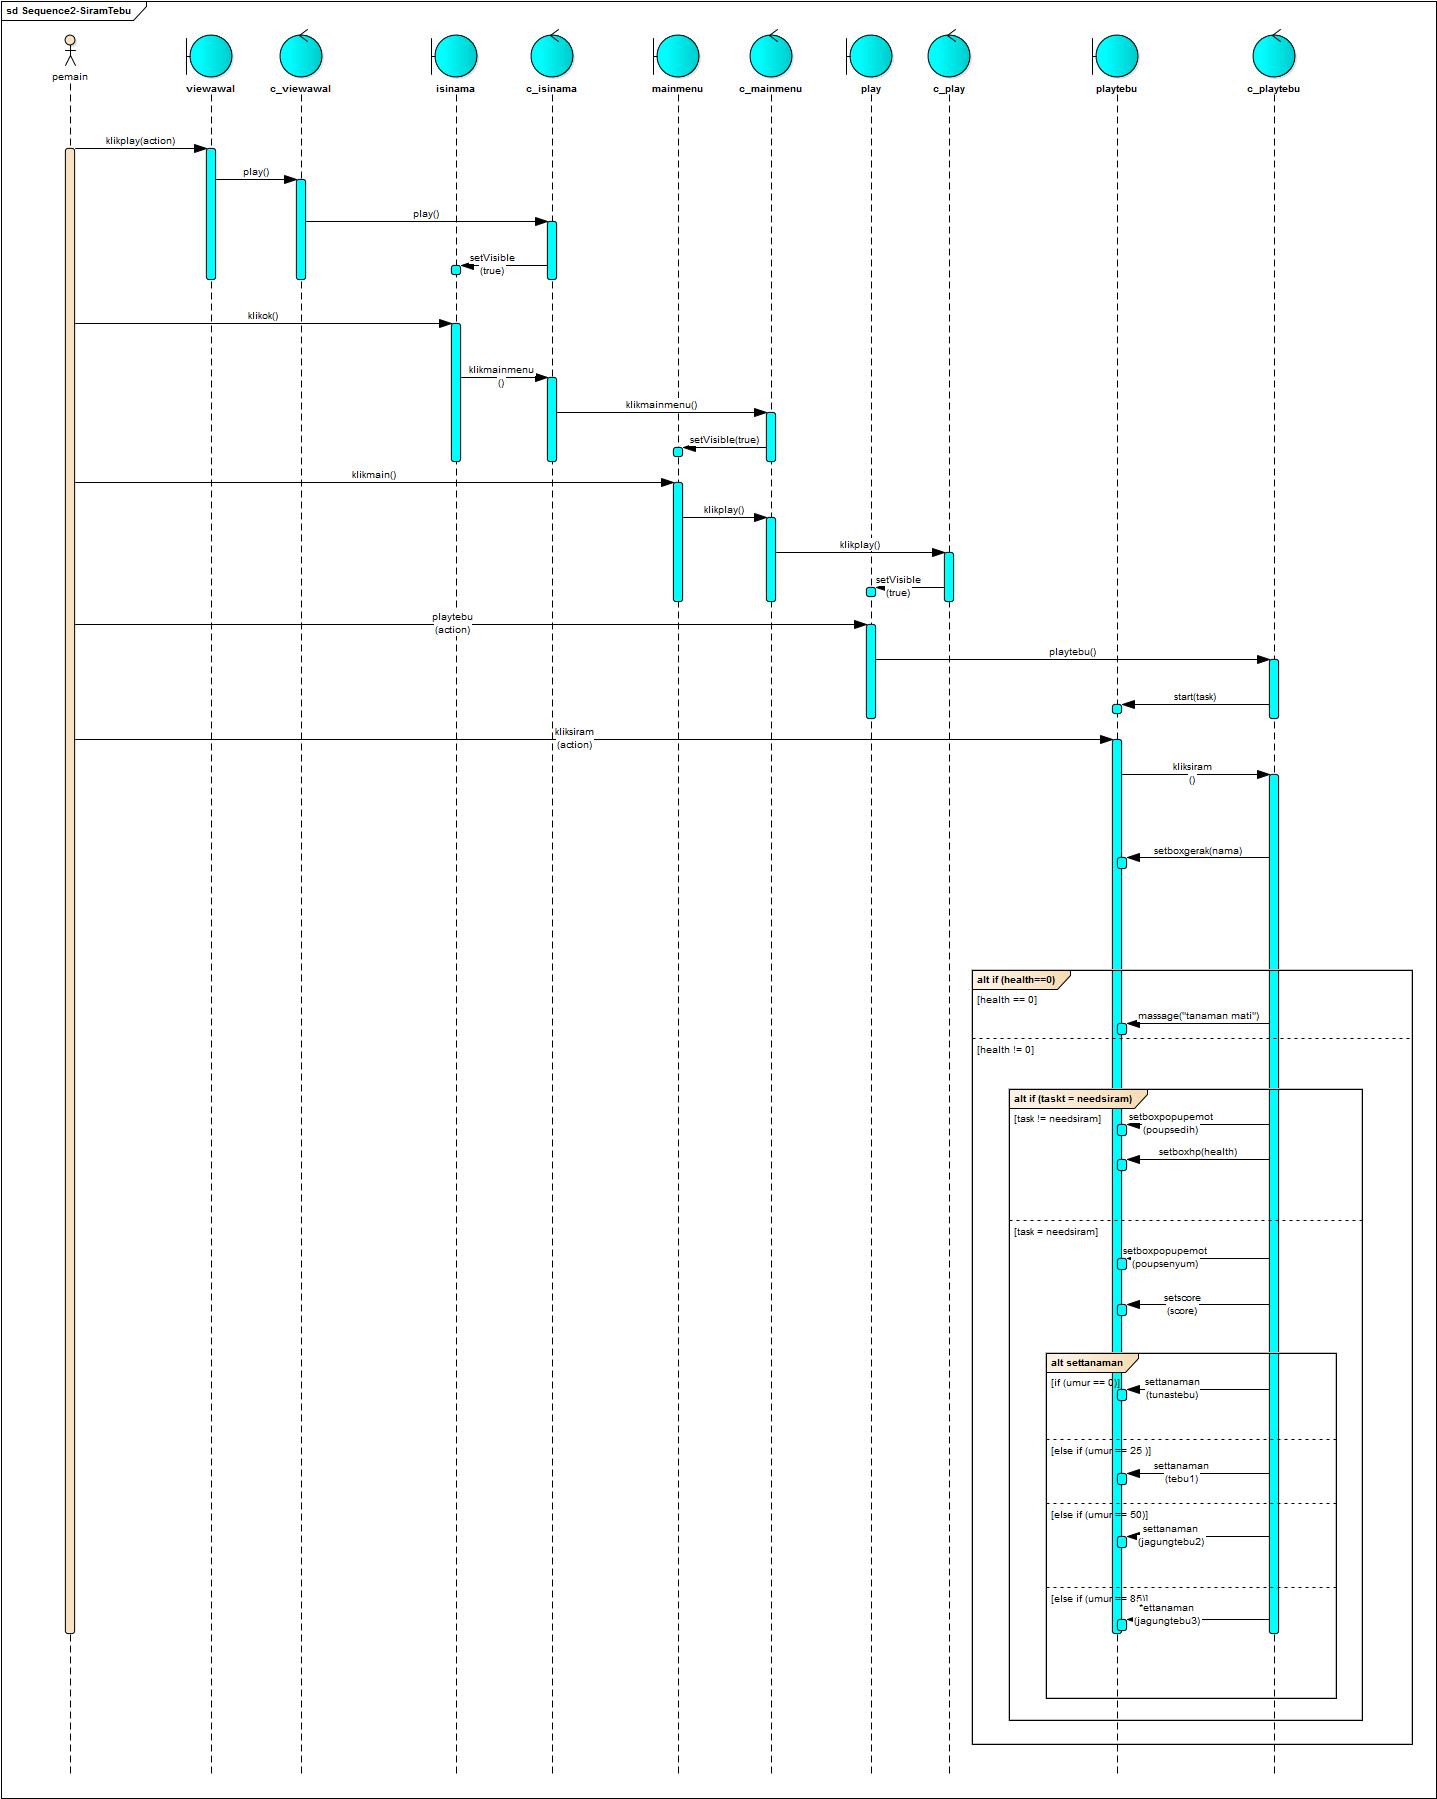 sd Sequence2-SiramTebu
pemain
viewawal
c_viewawal
isinama
c_isinama
mainmenu
c_mainmenu
play
c_play
playtebu
c_playtebu
klikplay(action)
play()
play()
setVisible
(true)
klikok()
klikmainmenu
()
klikmainmenu()
setVisible(true)
klikmain()
klikplay()
klikplay()
setVisible
(true)
playtebu
(action)
playtebu()
start(task)
kliksiram
(action)
kliksiram
()
setboxgerak(nama)
alt if (health==0)
[health == 0]
massage("tanaman mati")
[health != 0]
alt if (taskt = needsiram)
[task != needsiram]
setboxpopupemot
(poupsedih)
setboxhp(health)
[task = needsiram]
setboxpopupemot
(poupsenyum)
setscore
(score)
alt settanaman
[if (umur == 0)]
settanaman
(tunastebu)
[else if (umur == 25 )]
settanaman
(tebu1)
[else if (umur == 50)]
settanaman
(jagungtebu2)
[else if (umur == 85)]
settanaman
(jagungtebu3)